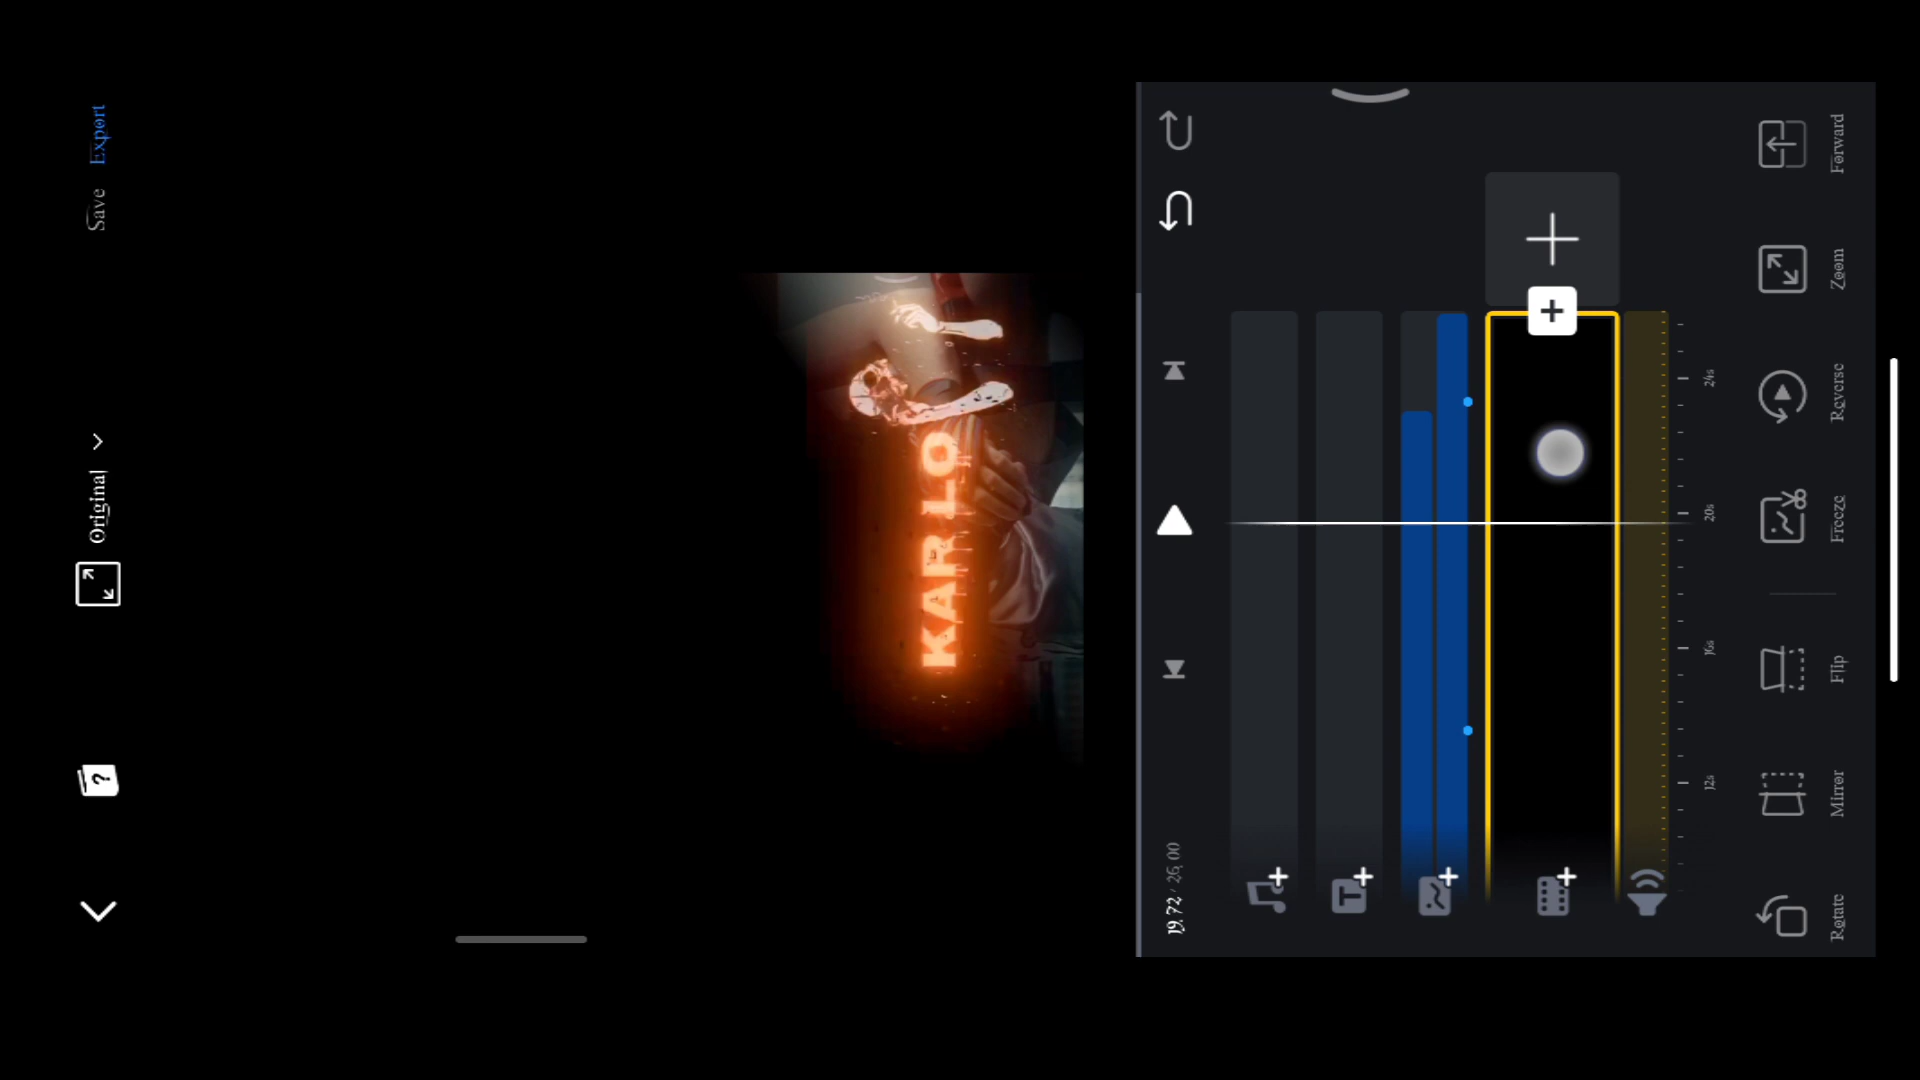 Export
Save
Original
?
KARLO
19.72 / 26.00
T
24s
20s
16s
12s
Forward
Zoom
Reverse
Freeze
Flip
Mirror
Rotate